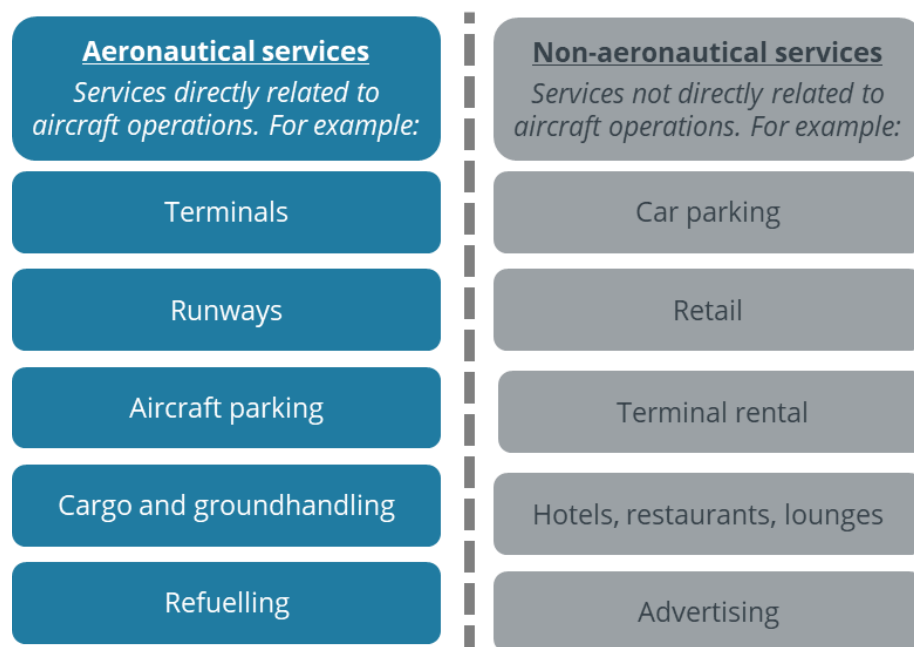 Aeronautical services
Services directly related to
aircraft operations. For example:
Terminals
Runways
Aircraft parking
Cargo and groundhandling
Refuelling
Non-aeronautical services
Services not directly related to
aircraft operations. For example:
Car parking
Retail
Terminal rental
Hotels, restaurants, lounges
Advertising